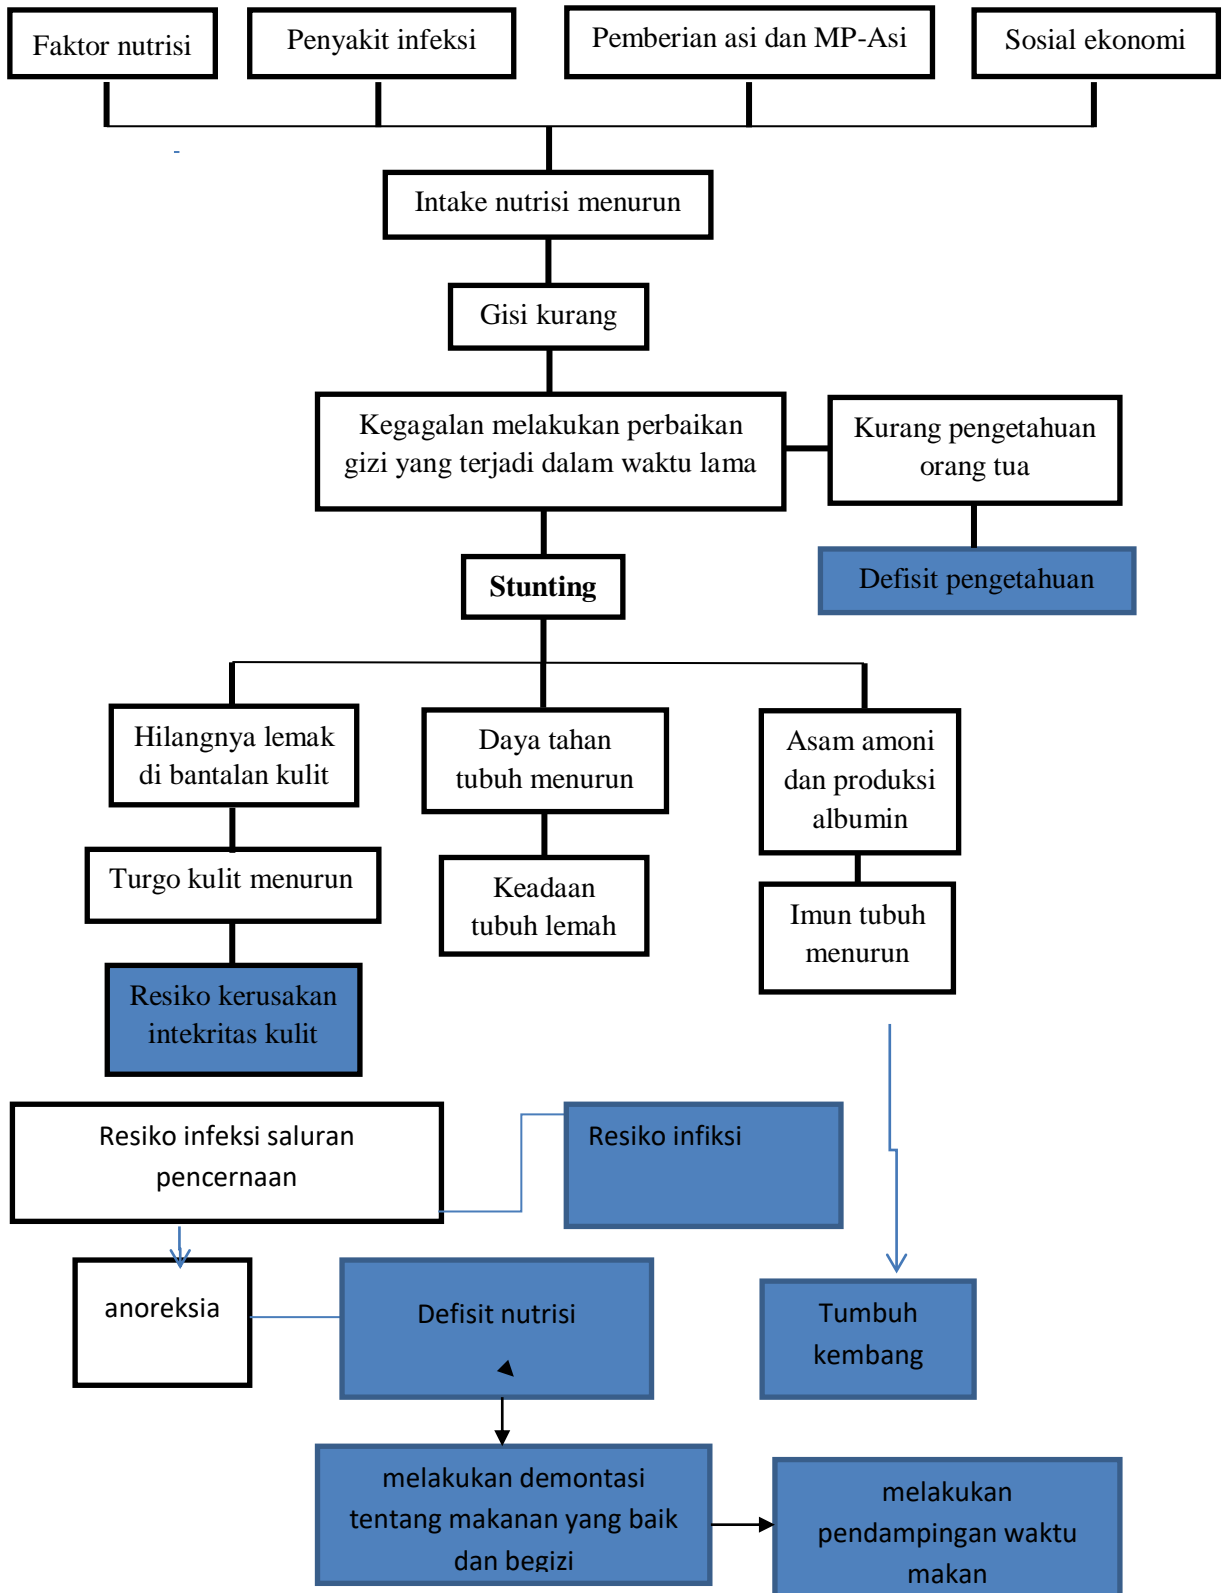 Faktor nutrisi
Penyakit infeksi
Pemberian asi dan MP-Asi
Sosial ekonomi
Intake nutrisi menurun
Gisi kurang
Kegagalan melakukan perbaikan
gizi yang terjadi dalam waktu lama
Kurang pengetahuan
orang tua
Stunting
Defisit pengetahuan
Hilangnya lemak
di bantalan kulit
Daya tahan
tubuh menurun
Asam amoni
dan produksi
albumin
Turgo kulit menurun
Keadaan
tubuh lemah
Imun tubuh
menurun
Resiko kerusakan
intekritas kulit
Resiko infeksi saluran
pencernaan
Resiko infiksi
anoreksia
Defisit nutrisi
Tumbuh
kembang
melakukan demontasi
tentang makanan yang baik
dan begizi
melakukan
pendampingan waktu
makan